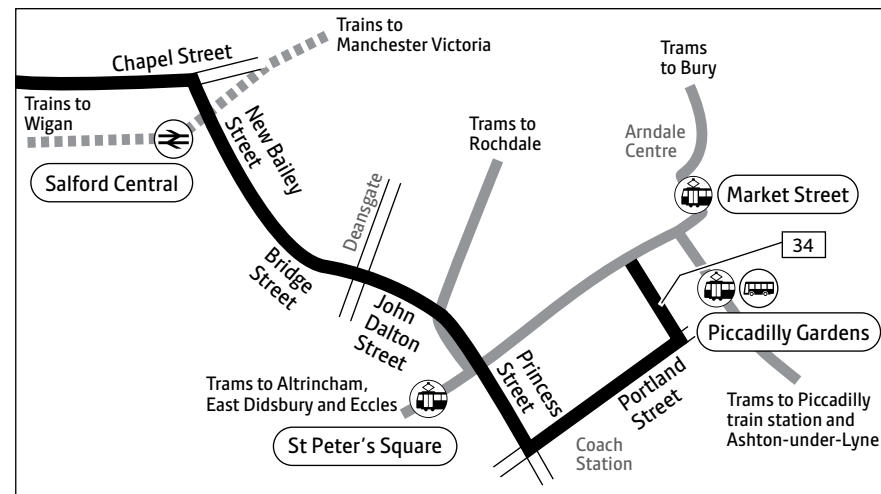 Chapel Street
Trains to
Manchester Victoria
Trains to
Wigan
Salford Central
New Bailey
Street
Deansgate
Bridge
Street
John
Dalton
Street
Trams to
Rochdale
Trams
to Bury
Arndale
Centre
Market Street
34
Piccadilly Gardens
Princess
Street
Portland
Street
Trams to Altrincham,
East Didsbury and Eccles
St Peter's Square
Coach
Station
Trams to Piccadilly
train station and
Ashton-under-Lyne